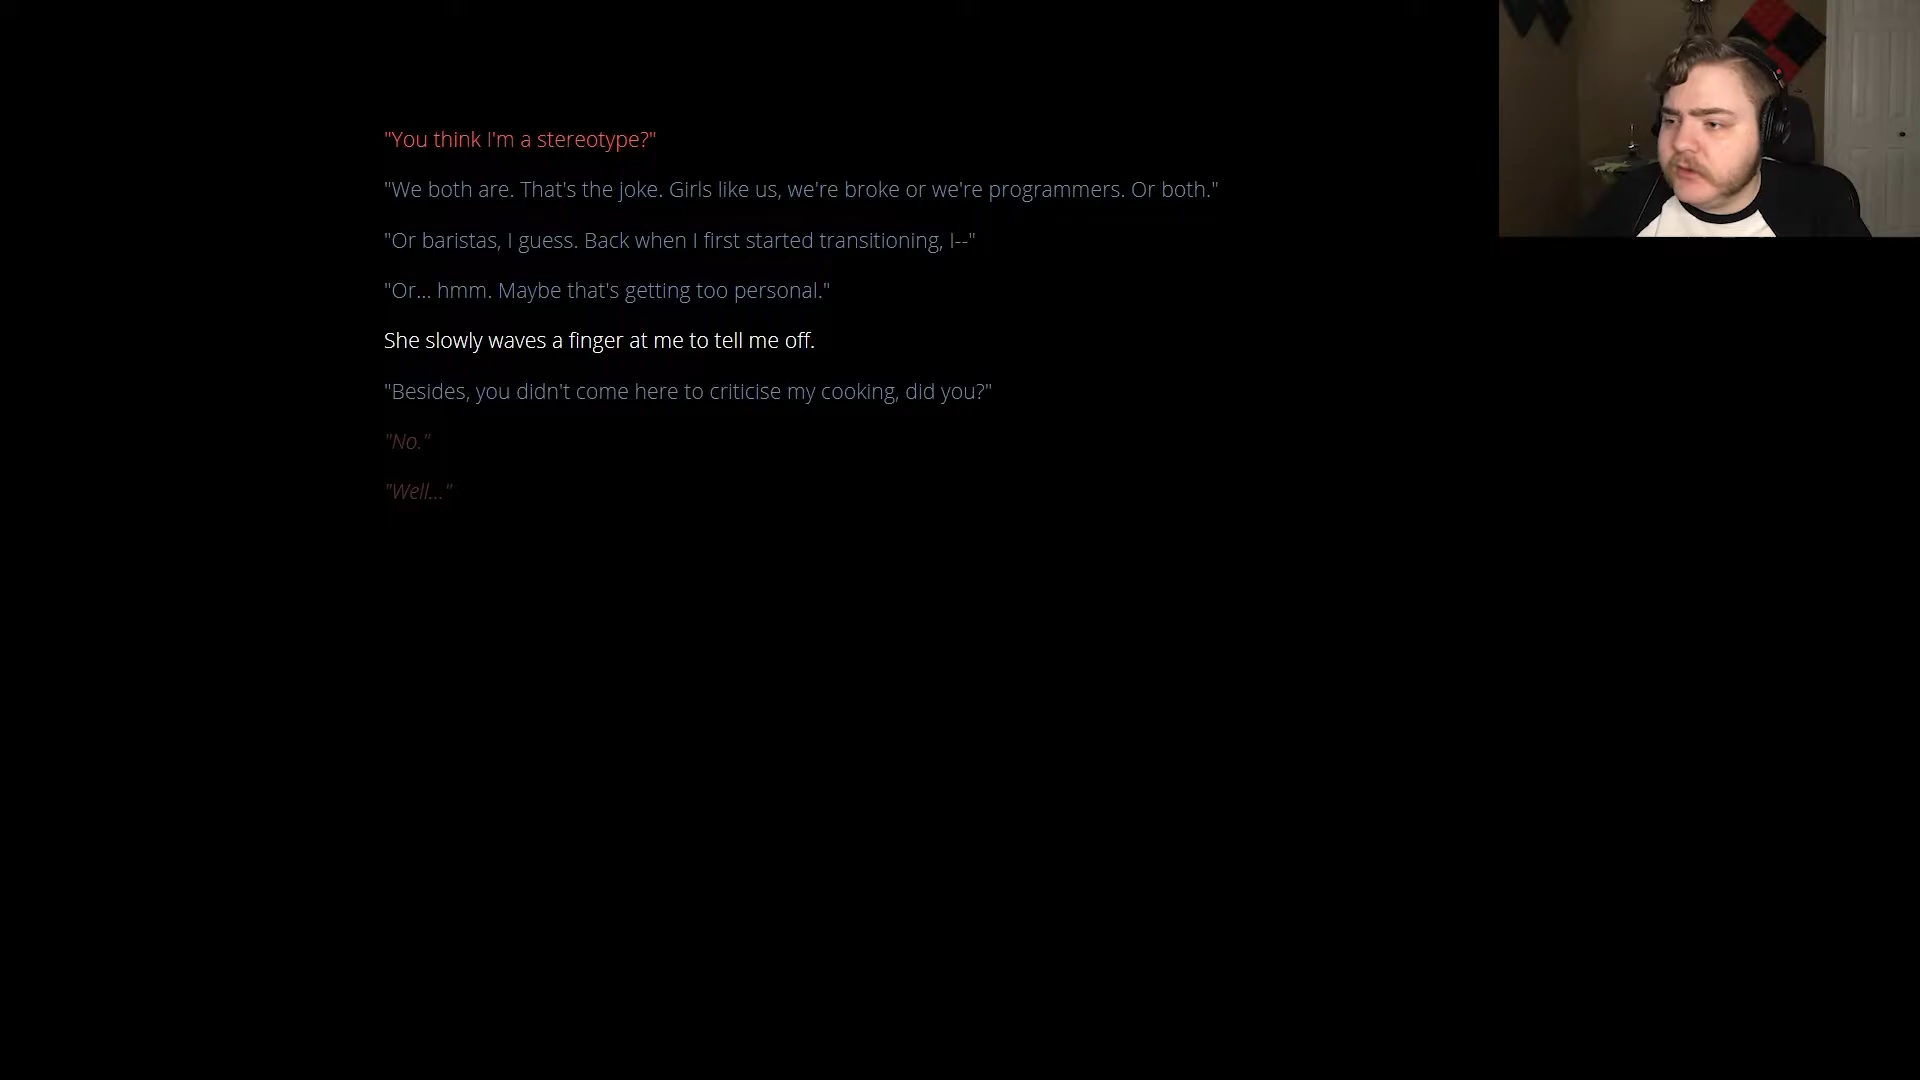 "You think I'm a stereotype?"
"We both are. That's the joke. Girls like us, we're broke or we're programmers. Or both."
"Or baristas, I guess. Back when I first started transitioning, I--"
"Or... hmm. Maybe that's getting too personal."
She slowly waves a finger at me to tell me off.
"Besides, you didn't come here to criticise my cooking, did you?"
"No."
"Well..."